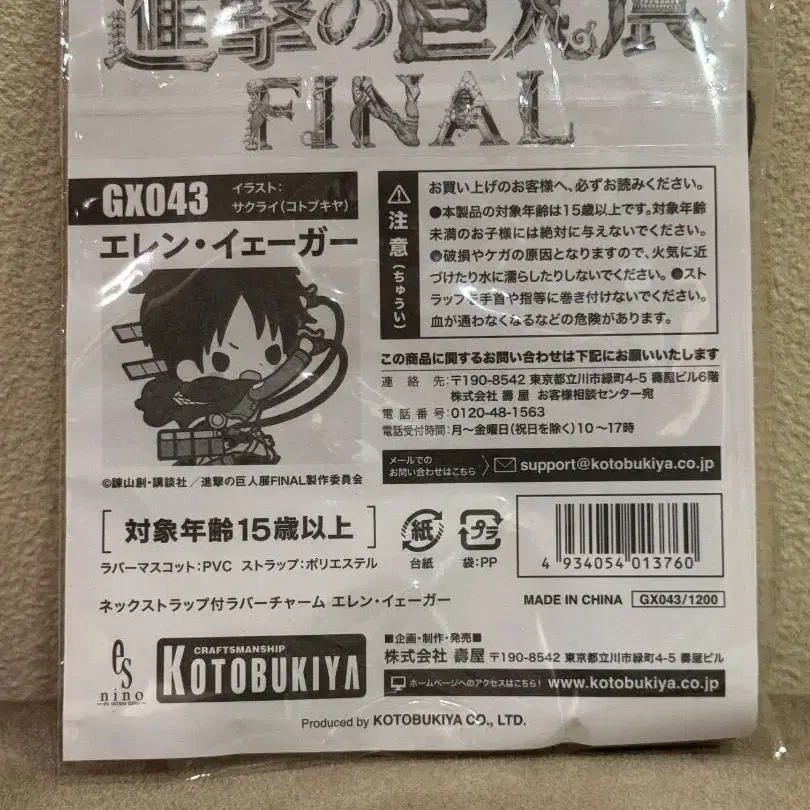 進撃の巨人展
FINAL
GX043
イラスト:
サクライ(コトブキヤ)
エレン・イェーガー
©諫山創・講談社／進撃の巨人展FINAL製作委員会
注意(ちゅうい)
お買い上げのお客様へ、必ずお読みください。
●本製品の対象年齢は15歳以上です。対象年齢
未満のお子様には絶対に与えないでください。
●破損やケガの原因となりますので、火気に近
づけたり水に濡らしたりしないでください。●スト
ラップを手首や指等に巻き付けないでください。
血が通わなくなるなどの危険があります。
この商品に関するお問い合わせは下記にお願いいたします
連絡先:〒190-8542 東京都立川市緑町4-5 壽屋ビル6階
株式会社 壽屋 お客様相談センター宛
電話番号:0120-48-1563
電話受付時間:月〜金曜日(祝日を除く)10〜17時
メールでの
お問い合わせはこちら
support@kotobukiya.co.jp
[対象年齢15歳以上]
ラバーマスコット:PVC ストラップ:ポリエステル
紙
台紙
プラ
袋:PP
4 934054 013760
ネックストラップ付ラバーチャーム エレン・イェーガー
MADE IN CHINA GX043/1200
es
nino
CRAFTSMANSHIP
KOTOBUKIYA
■企画・制作・発売■
株式会社 壽屋 〒190-8542 東京都立川市緑町4-5 壽屋ビル
ホームページへのアクセスはこちら! www.kotobukiya.co.jp
Produced by KOTOBUKIYA CO., LTD.